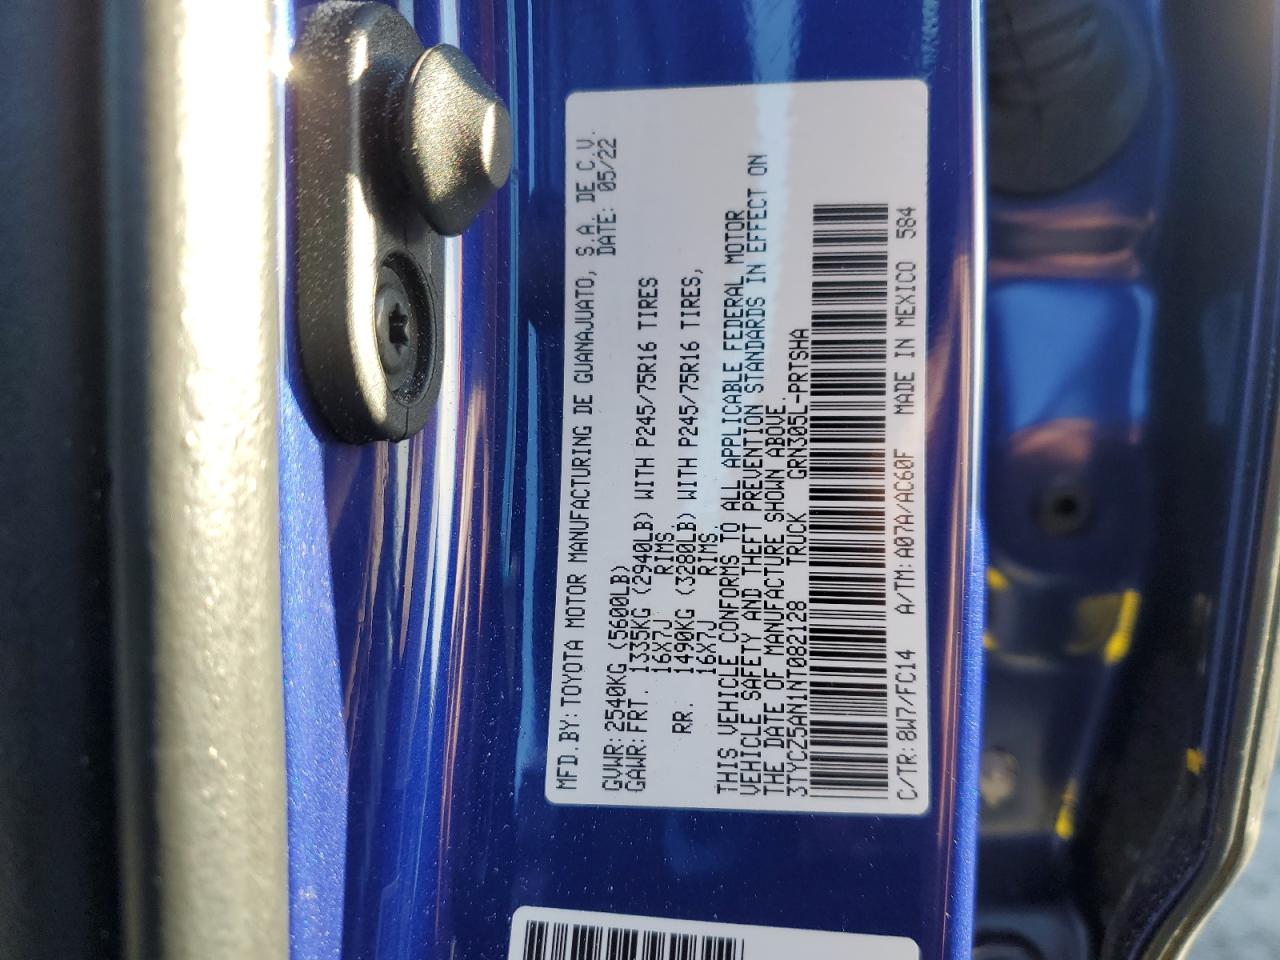 MFD.BY: TOYOTA MOTOR MANUFACTURING DE GUANAJUATO, S.A. DE C.V.
DATE: 05/22
GVWR: 2540KG (5600LB)
GAWR: FRT. 1335KG (2940LB) WITH P245/75R16 TIRES
16X7J RIMS.
RR. 1490KG (3280LB) WITH P245/75R16 TIRES,
16X7J RIMS.
THIS VEHICLE CONFORMS TO ALL APPLICABLE FEDERAL MOTOR
VEHICLE SAFETY AND THEFT PREVENTION STANDARDS IN EFFECT ON
THE DATE OF MANUFACTURE SHOWN ABOVE.
3TYCZ5AN1NT082128 TRUCK GRN305L-PRTSHA
C/TR: 8W7/FC14 A/TM: A07A/AC60F MADE IN MEXICO 584